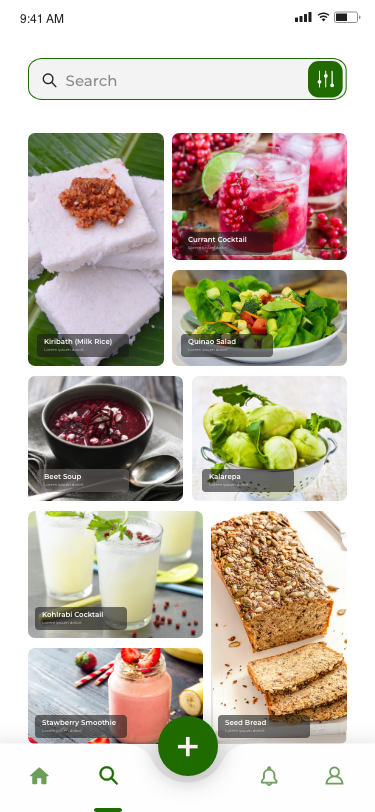 9:41 AM
Search
Currant Cocktail
Lorem ipsum dolor
Kiribath (Milk Rice)
Lorem ipsum dolor
Quinao Salad
Lorem ipsum dolor
Beet Soup
Lorem ipsum dolor
Kalarepa
Lorem ipsum dolor
Kohlrabi Cocktail
Lorem ipsum dolor
Stawberry Smoothie
Lorem ipsum dolor
Seed Bread
Lorem ipsum dolor